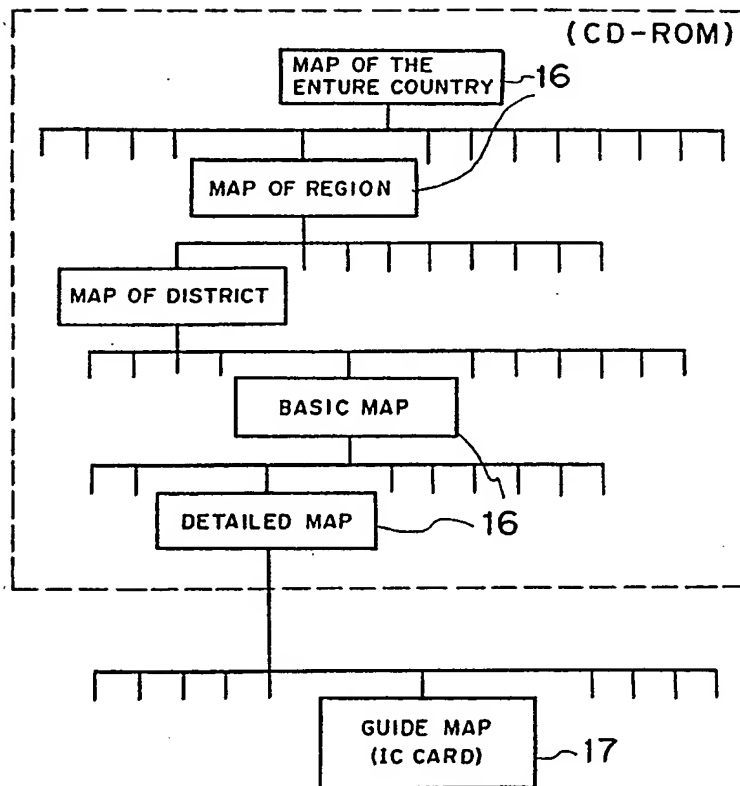 (CD-ROM)
MAP OF THE
ENTURE COUNTRY
16
MAP OF REGION
MAP OF DISTRICT
BASIC MAP
16
DETAILED MAP
16
GUIDE MAP
(IC CARD)
17